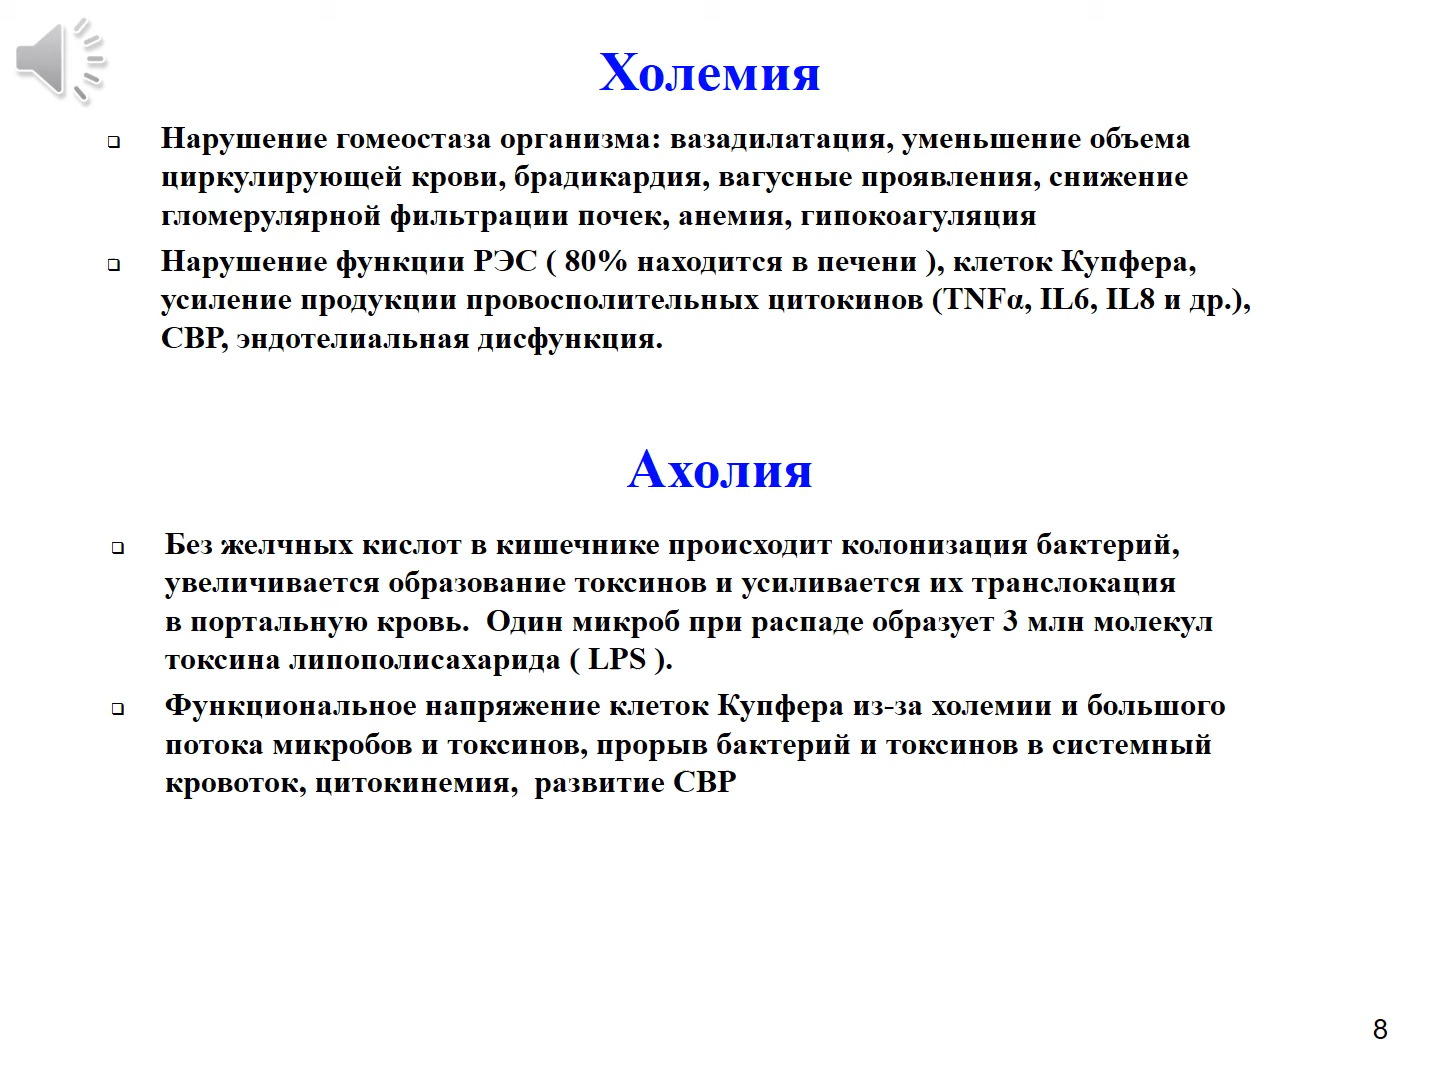 Холемия
Нарушение гомеостаза организма: вазадилатация, уменьшение объема
циркулирующей крови, брадикардия, вагусные проявления, снижение
гломерулярной фильтрации почек, анемия, гипокоагуляция
Нарушение функции РЭС ( 80% находится в печени ), клеток Купфера,
усиление продукции провосполительных цитокинов (TNFα, IL6, IL8 и др.),
СВР, эндотелиальная дисфункция.
Ахолия
Без желчных кислот в кишечнике происходит колонизация бактерий,
увеличивается образование токсинов и усиливается их транслокация
в портальную кровь.  Один микроб при распаде образует 3 млн молекул
токсина липополисахарида ( LPS ).
Функциональное напряжение клеток Купфера из-за холемии и большого
потока микробов и токсинов, прорыв бактерий и токсинов в системный
кровоток, цитокинемия,  развитие СВР
8